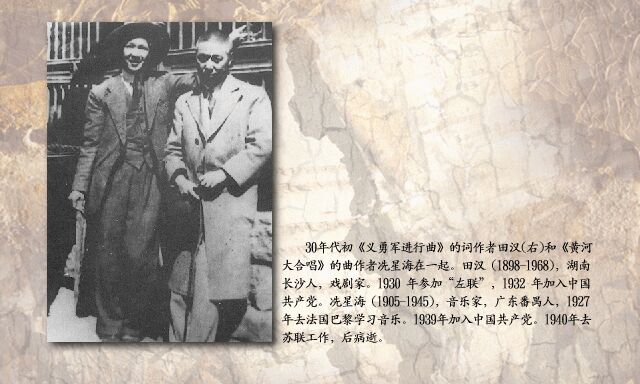 30年代初《义勇军进行曲》的词作者田汉(右)和《黄河
大合唱》的曲作者冼星海在一起。田汉 (1898-1968)，湖南
长沙人，戏剧家。1930 年参加“左联”，1932 年加入中国
共产党。冼星海 (1905-1945)，音乐家，广东番禺人，1927
年去法国巴黎学习音乐。1939年加入中国共产党。1940年去
苏联工作，后病逝。